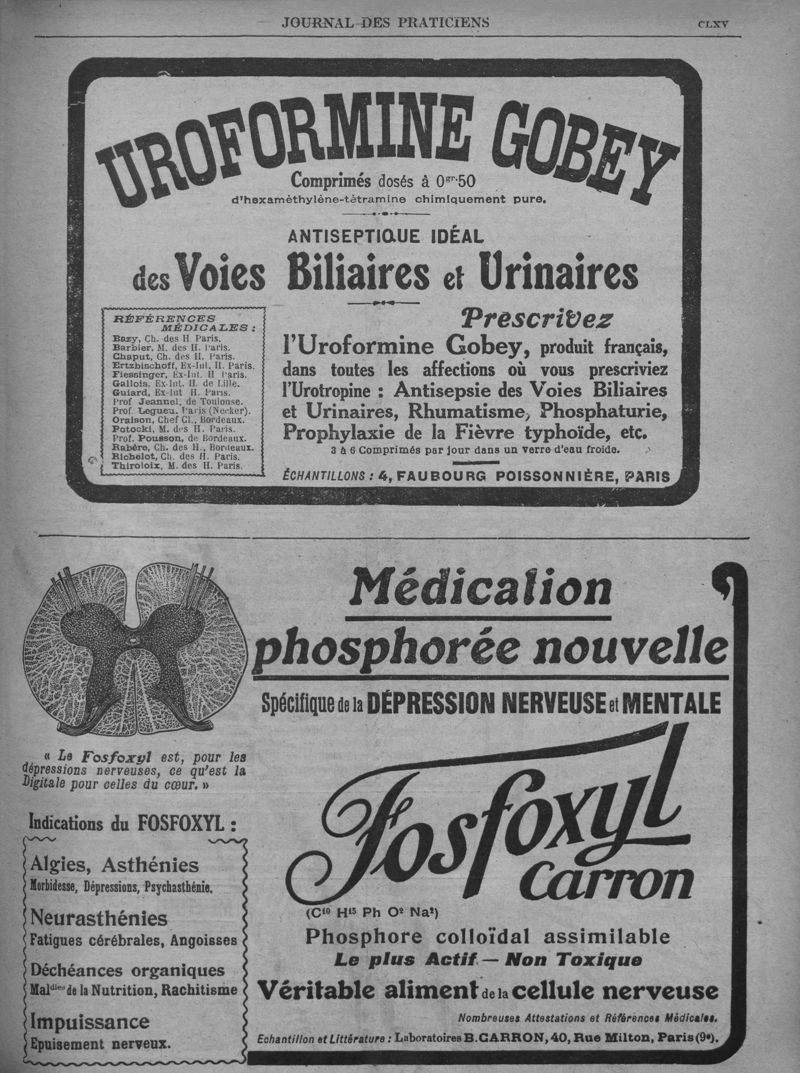 JOURNAL DES PRATICIENS
CLXV
UROFORMINE GOBEY
Comprimés dosés à 0gr.50
d'hexaméthylène-tétramine chimiquement pure.
ANTISEPTIQUE IDÉAL
des Voies Biliaires et Urinaires
RÉFÉRENCES
MÉDICALES :
Bazy, Ch. des H. Paris.
Barbier, M. des H. Paris.
Chaput, Ch. des H. Paris.
Ertzbischoff, Ex-Int. H. Paris.
Fiessinger, Ex-Int. H. Paris.
Gallois, Ex-Int. H. de Lille.
Guiard, Ex-Int. H. Paris.
Prof. Jeannel, de Toulouse.
Prof. Legueu, Paris (Necker).
Oraison, Chef Cl., Bordeaux.
Potocki, M. des H. Paris.
Prof. Pousson, de Bordeaux.
Rabère, Ch. des H., Bordeaux.
Richelot, Ch. des H. Paris.
Thiroloix, M. des H. Paris.
Prescrivez
l'Uroformine Gobey, produit français,
dans toutes les affections où vous prescriviez
l'Urotropine : Antisepsie des Voies Biliaires
et Urinaires, Rhumatisme, Phosphaturie,
Prophylaxie de la Fièvre typhoïde, etc.
3 à 6 Comprimés par jour dans un verre d'eau froide.
ÉCHANTILLONS : 4, FAUBOURG POISSONNIÈRE, PARIS
Médication
phosphorée nouvelle
Spécifique de la DÉPRESSION NERVEUSE et MENTALE
« Le Fosfoxyl est, pour les
dépressions nerveuses, ce qu'est la
Digitale pour celles du cœur. »
Fosfoxyl
Carron
(C¹⁰ H¹⁵ Ph O² Na²)
Phosphore colloïdal assimilable
Le plus Actif — Non Toxique
Véritable aliment de la cellule nerveuse
Nombreuses Attestations et Références Médicales.
Echantillon et Littérature : Laboratoires B. CARRON, 40, Rue Milton, Paris (9e).
Indications du FOSFOXYL :
Algies, Asthénies
Morbidesse, Dépressions, Psychasthénie.
Neurasthénies
Fatigues cérébrales, Angoisses
Déchéances organiques
Maldies de la Nutrition, Rachitisme
Impuissance
Epuisement nerveux.